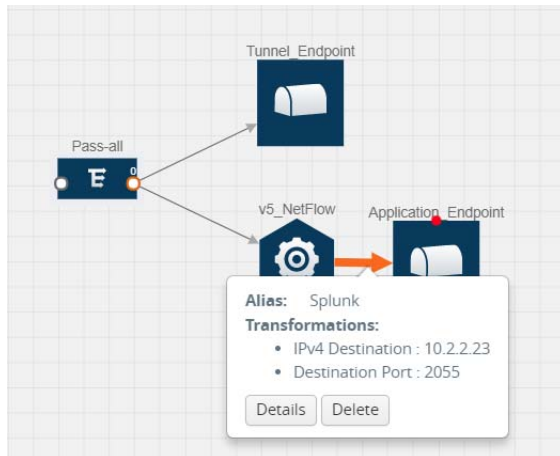 Tunnel_Endpoint
Pass-all
0
v5_NetFlow
Application_Endpoint
Alias: Splunk
Transformations:
• IPv4 Destination : 10.2.2.23
• Destination Port : 2055
Details Delete